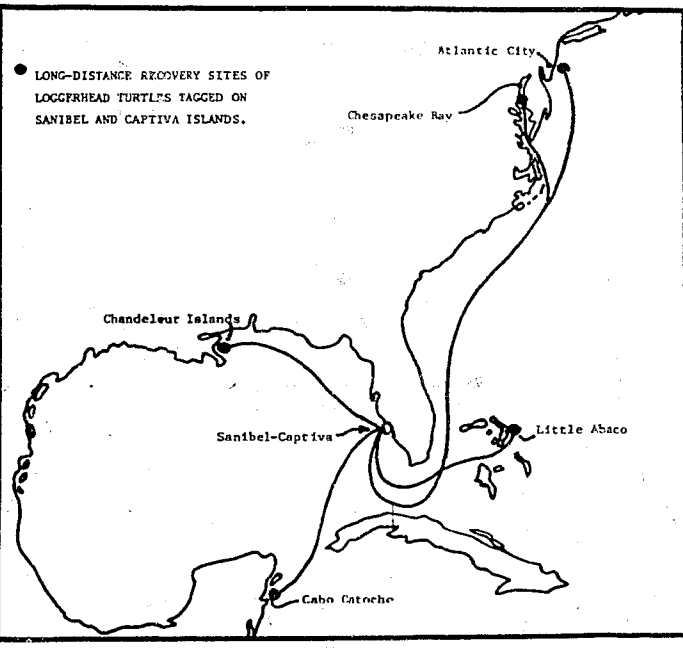 Atlantic City
LONG-DISTANCE RECOVERY SITES OF
LOGGERHEAD TURTLES TAGGED ON
SANIBEL AND CAPTIVA ISLANDS.
Chesapeake Bay
Chandeleur Islands
Sanibel-Captiva
Little Abaco
Cabo Catoche